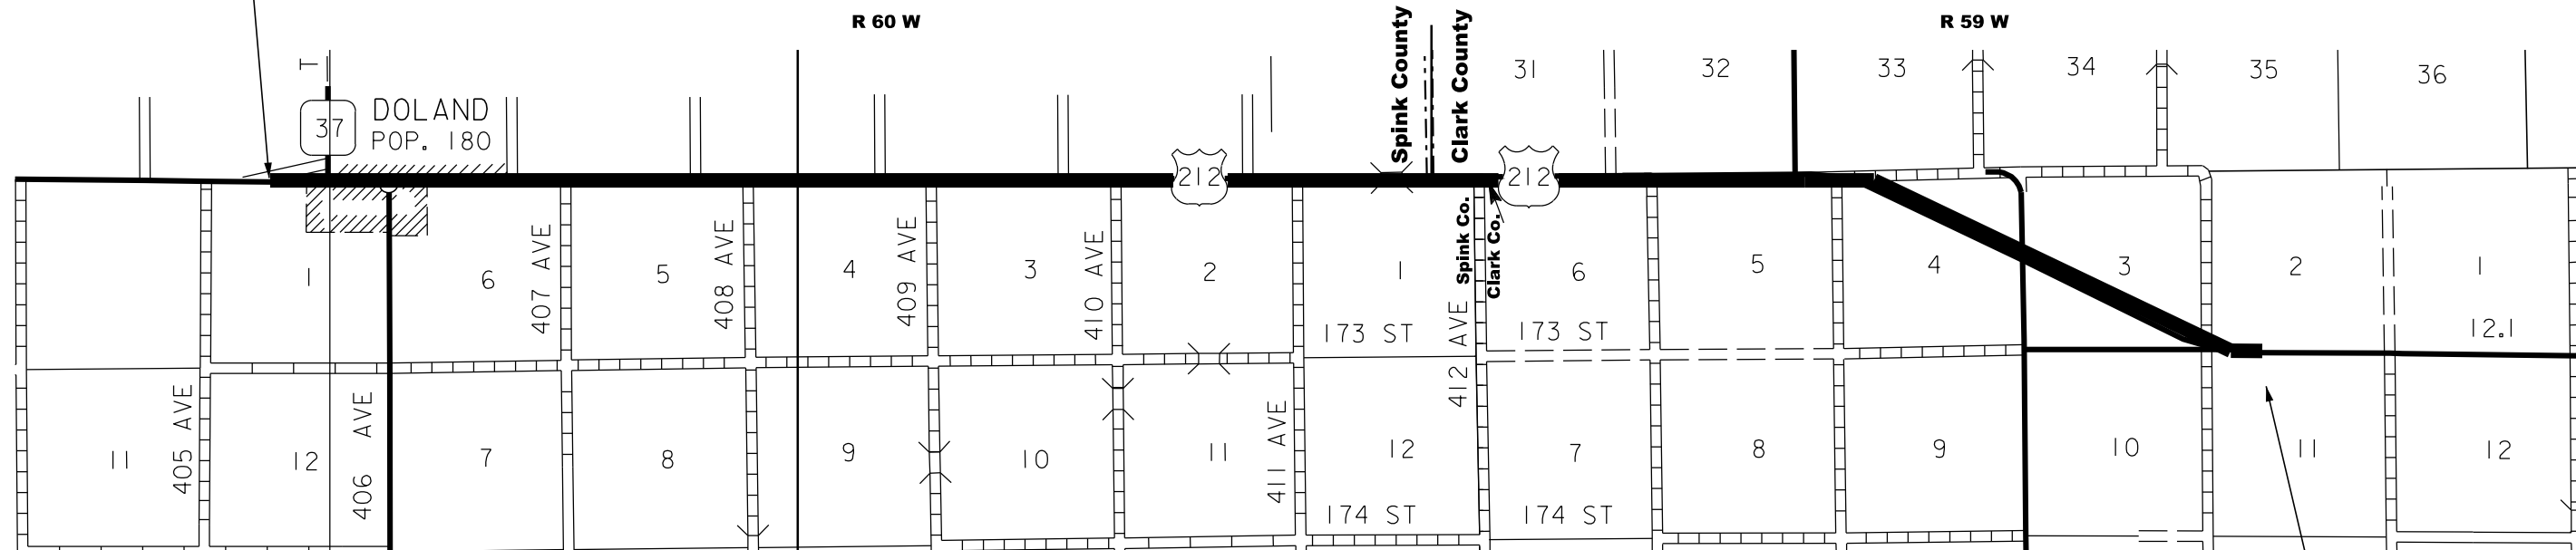 R 60 W
Spink County
Clark County
R 59 W
T
31
32
33
34
35
36
37
DOLAND
POP. 180
212
212
1
6
407 AVE
5
408 AVE
4
409 AVE
3
410 AVE
2
1
173 ST
412 AVE
Spink Co.
Clark Co.
6
173 ST
5
4
3
2
1
12.1
11
405 AVE
12
406 AVE
7
8
9
10
11
411 AVE
12
174 ST
7
174 ST
8
9
10
11
12